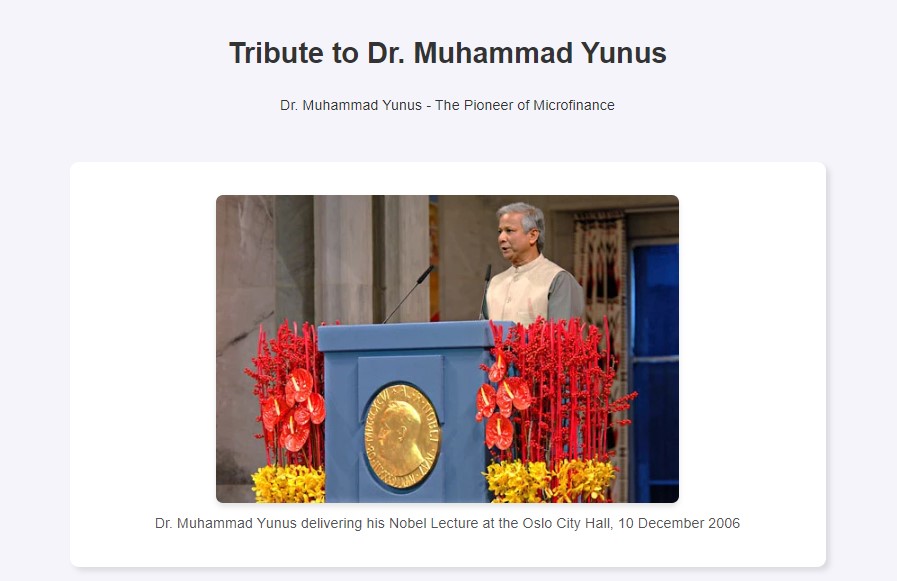 Tribute to Dr. Muhammad Yunus
Dr. Muhammad Yunus - The Pioneer of Microfinance
Dr. Muhammad Yunus delivering his Nobel Lecture at the Oslo City Hall, 10 December 2006